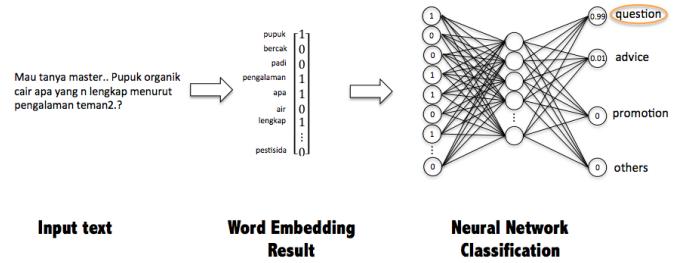 Mau tanya master.. Pupuk organik
cair apa yang n lengkap menurut
pengalaman teman2.?
pupuk 1
bercak 0
padi 0
pengalaman 1
apa 1
air 0
lengkap 1
⋮
pestisida 0
1
0
0
1
1
0
1
⋮
0
⋮
0.99 question
0.01 advice
0 promotion
0 others
Input text
Word Embedding
Result
Neural Network
Classification